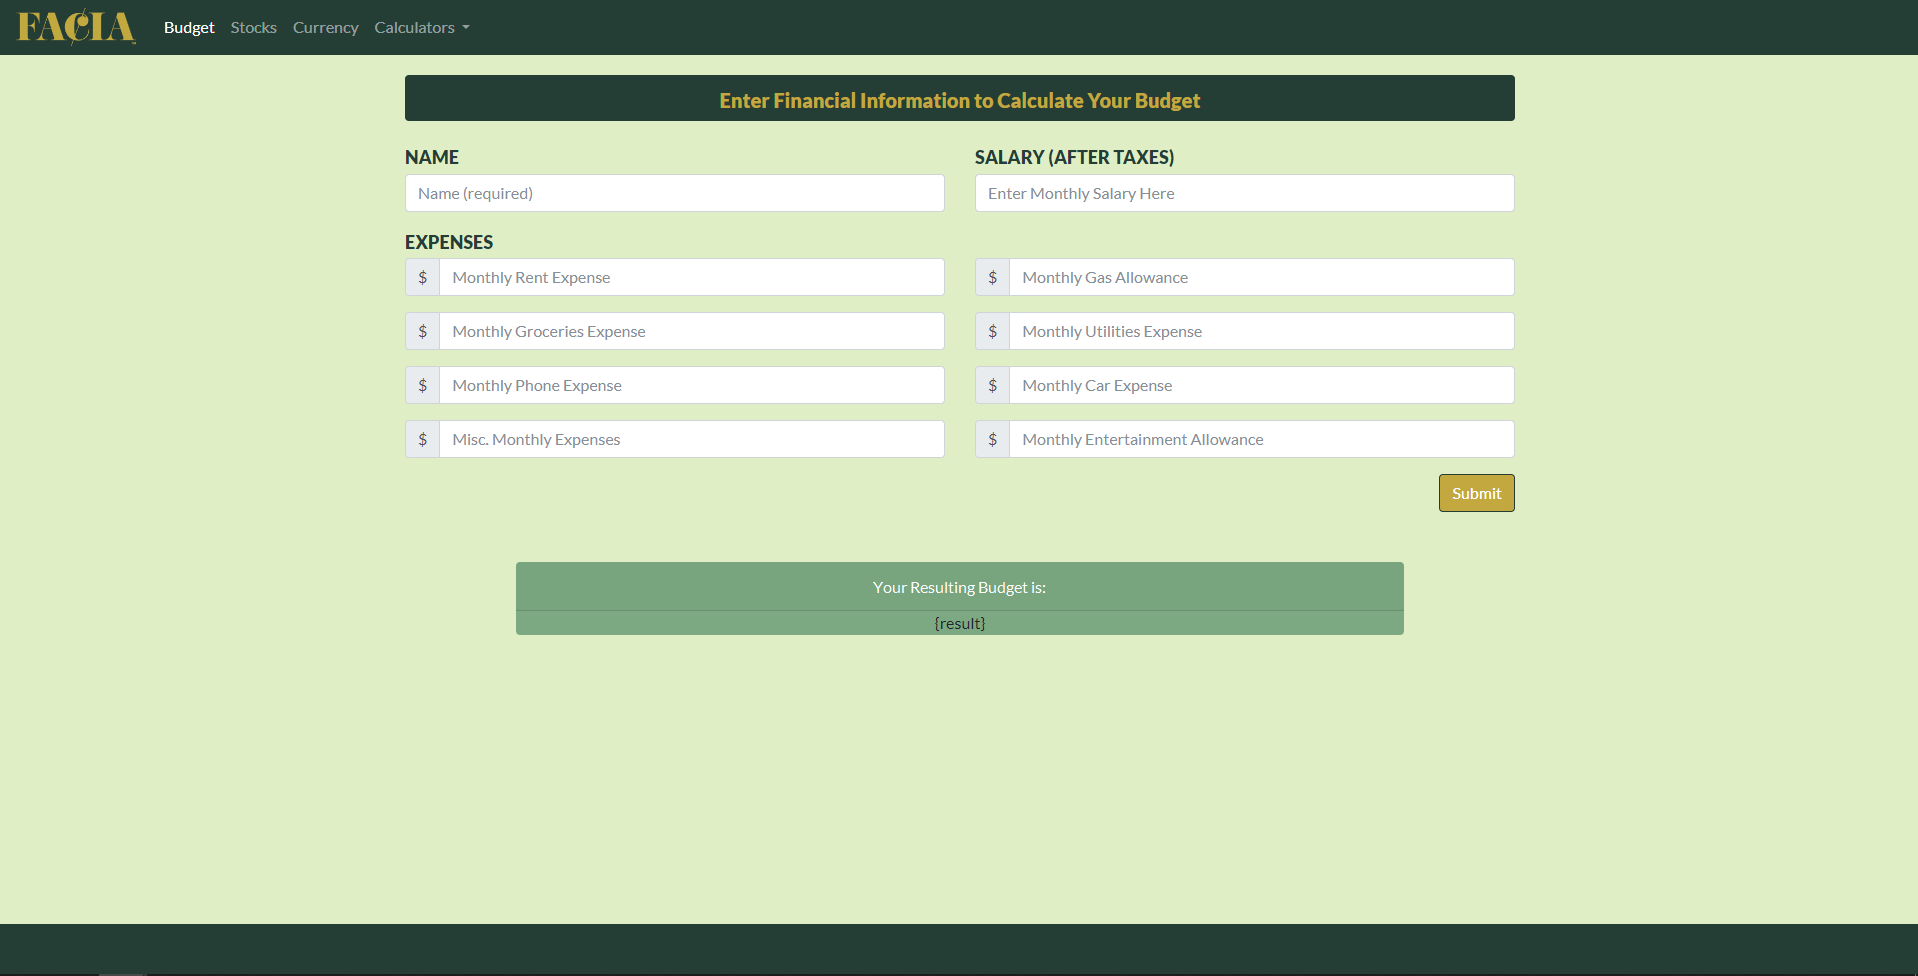 FA¢IA Budget Stocks Currency Calculators
Enter Financial Information to Calculate Your Budget
NAME SALARY (AFTER TAXES)
Name (required) Enter Monthly Salary Here
EXPENSES
$ Monthly Rent Expense $ Monthly Gas Allowance
$ Monthly Groceries Expense $ Monthly Utilities Expense
$ Monthly Phone Expense $ Monthly Car Expense
$ Misc. Monthly Expenses $ Monthly Entertainment Allowance
Submit
Your Resulting Budget is:
{result}